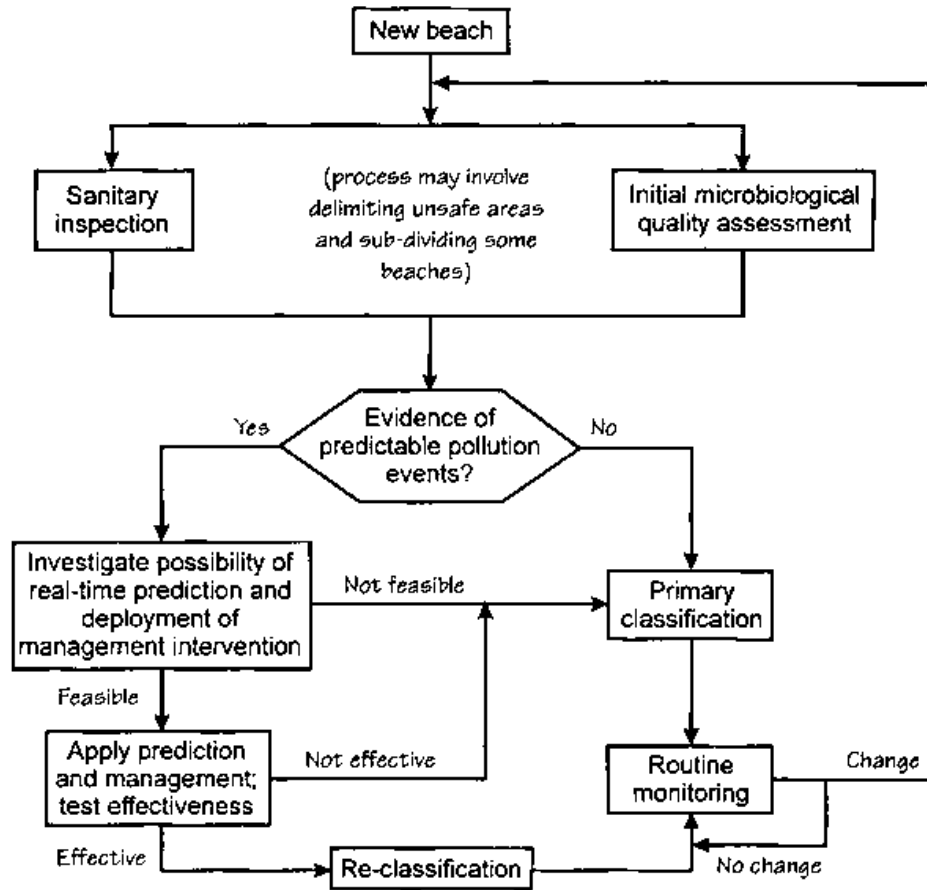 New beach
Sanitary
inspection
(process may involve
delimiting unsafe areas
and sub-dividing some
beaches)
Initial microbiological
quality assessment
Evidence of
predictable pollution
events?
Yes
No
Investigate possibility of
real-time prediction and
deployment of
management intervention
Not feasible
Primary
classification
Feasible
Apply prediction
and management;
test effectiveness
Not effective
Routine
monitoring
Change
No change
Effective
Re-classification